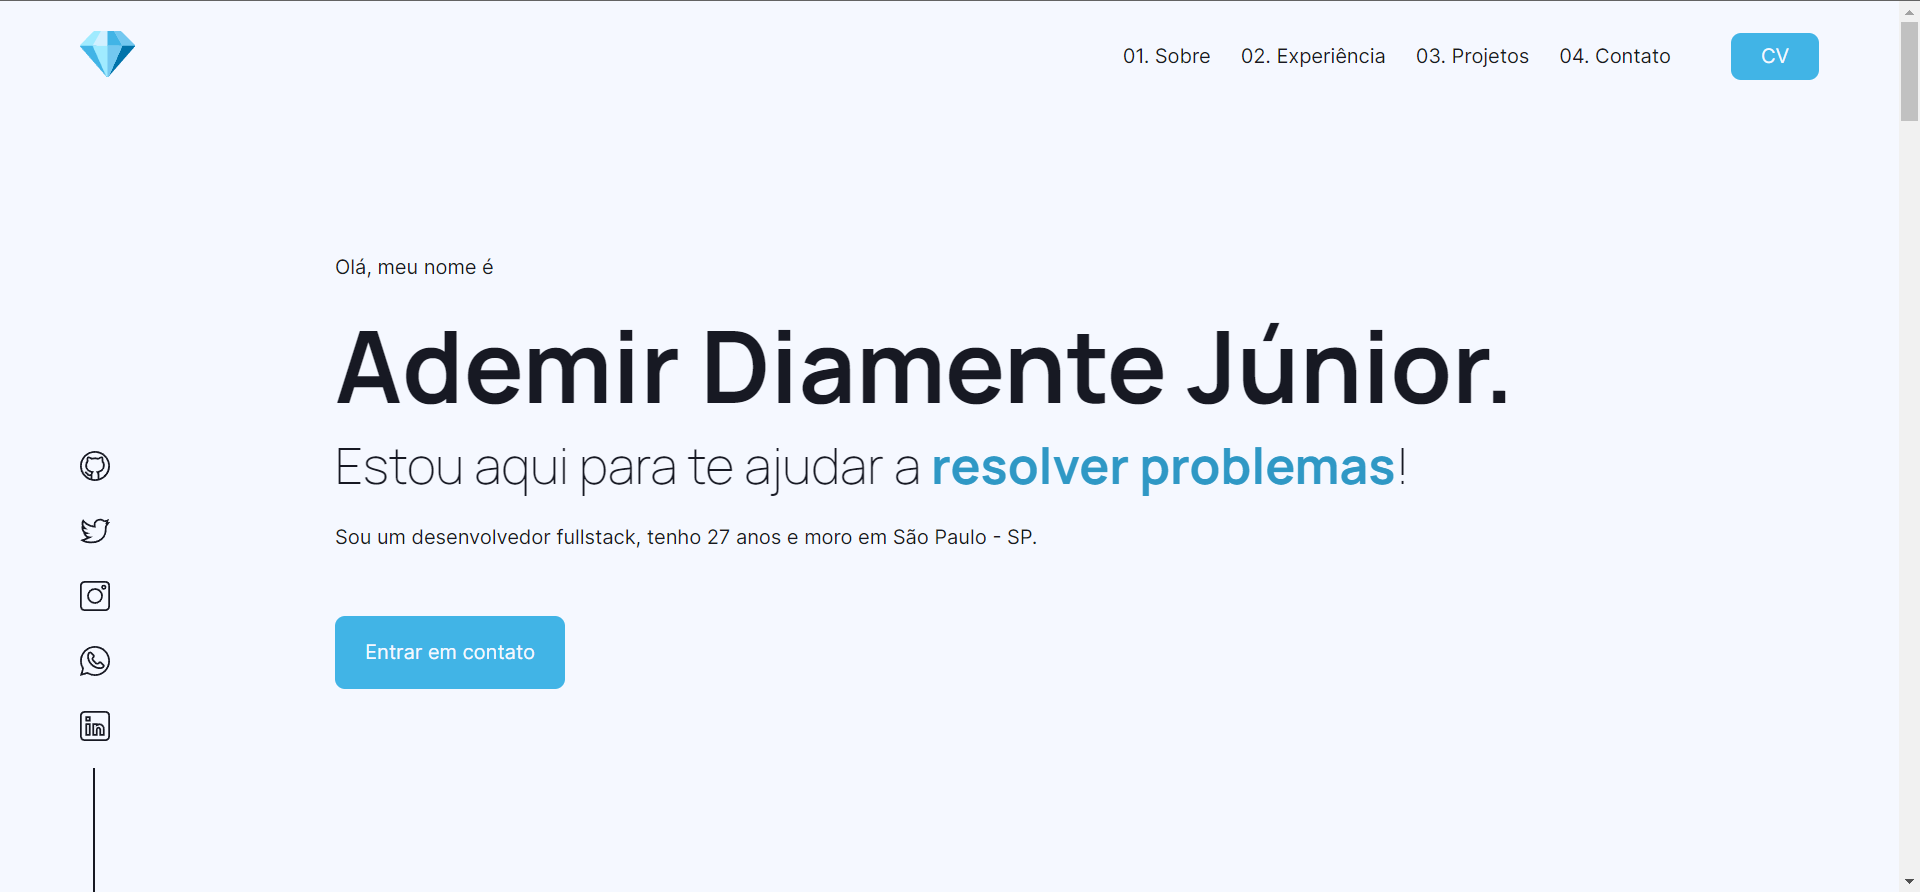 01. Sobre 02. Experiência 03. Projetos 04. Contato CV
Olá, meu nome é
Ademir Diamente Júnior.
Estou aqui para te ajudar a resolver problemas!
Sou um desenvolvedor fullstack, tenho 27 anos e moro em São Paulo - SP.
Entrar em contato
in